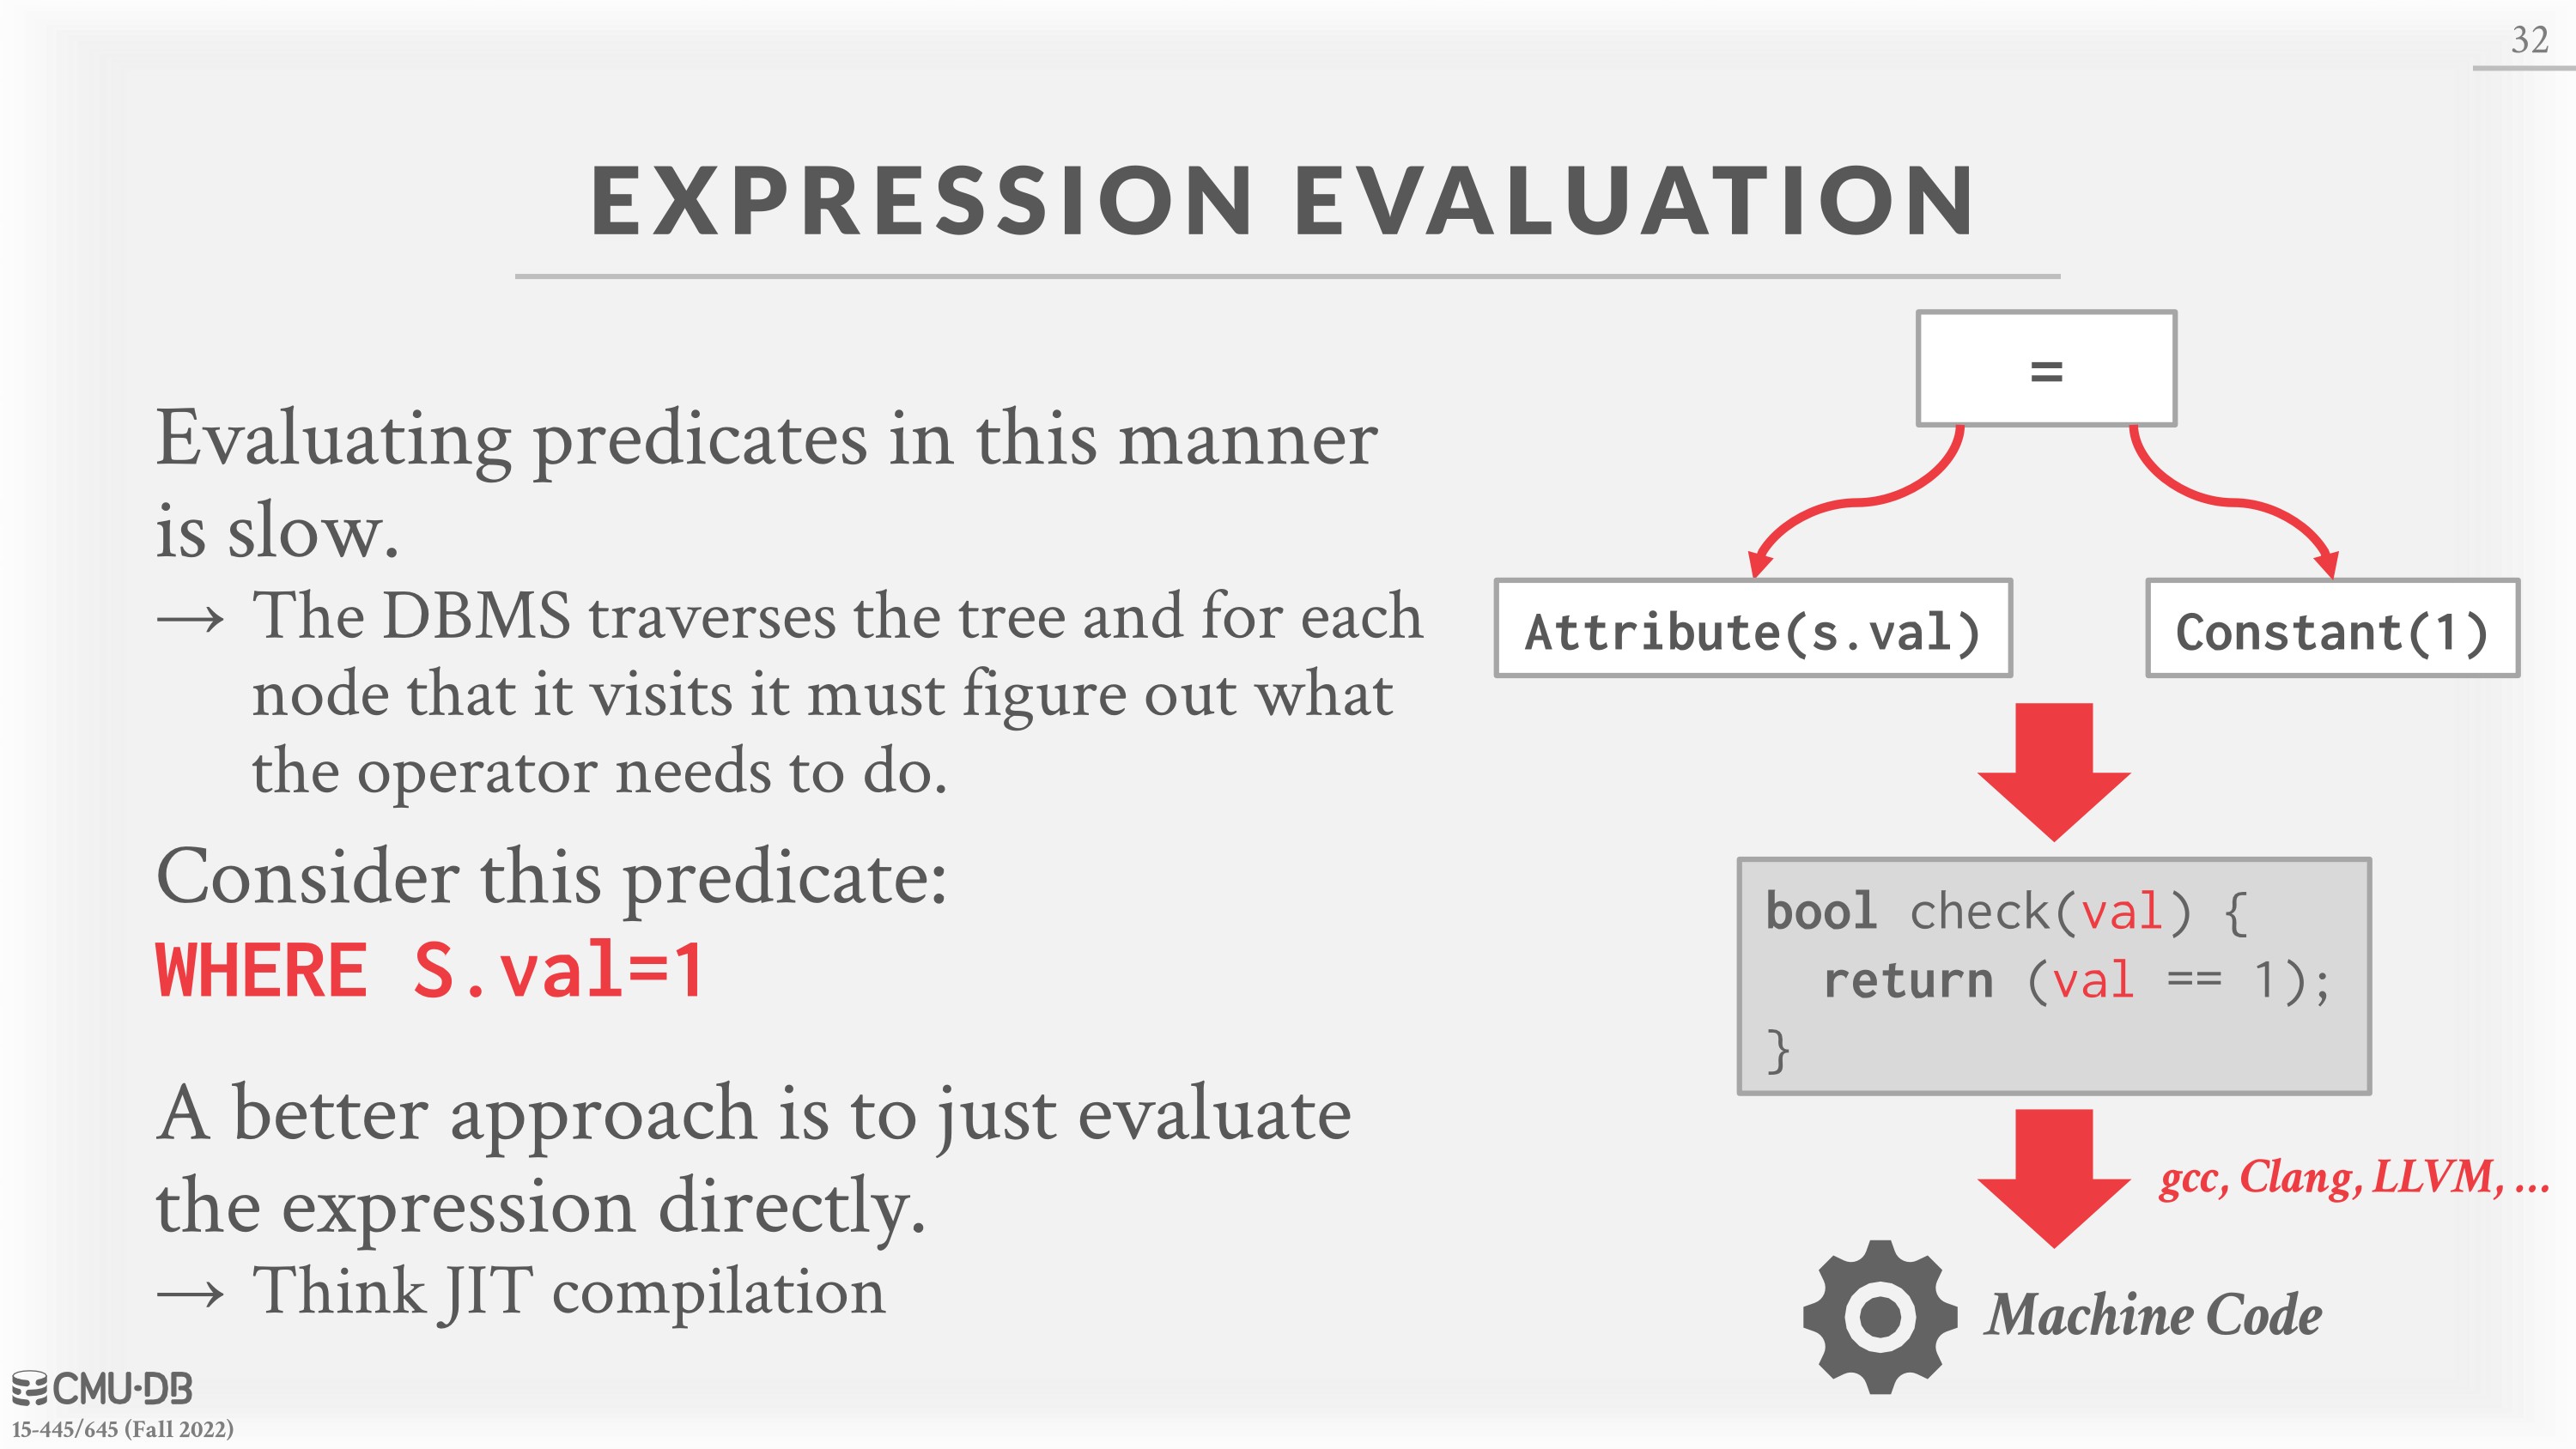 32
EXPRESSION EVALUATION
Evaluating predicates in this manner
is slow.
→ The DBMS traverses the tree and for each
node that it visits it must figure out what
the operator needs to do.
Consider this predicate:
WHERE S.val=1
A better approach is to just evaluate
the expression directly.
→ Think JIT compilation
=
Attribute(s.val)
Constant(1)
bool check(val) {
return (val == 1);
}
gcc, Clang, LLVM, ...
Machine Code
CMU·DB
15-445/645 (Fall 2022)